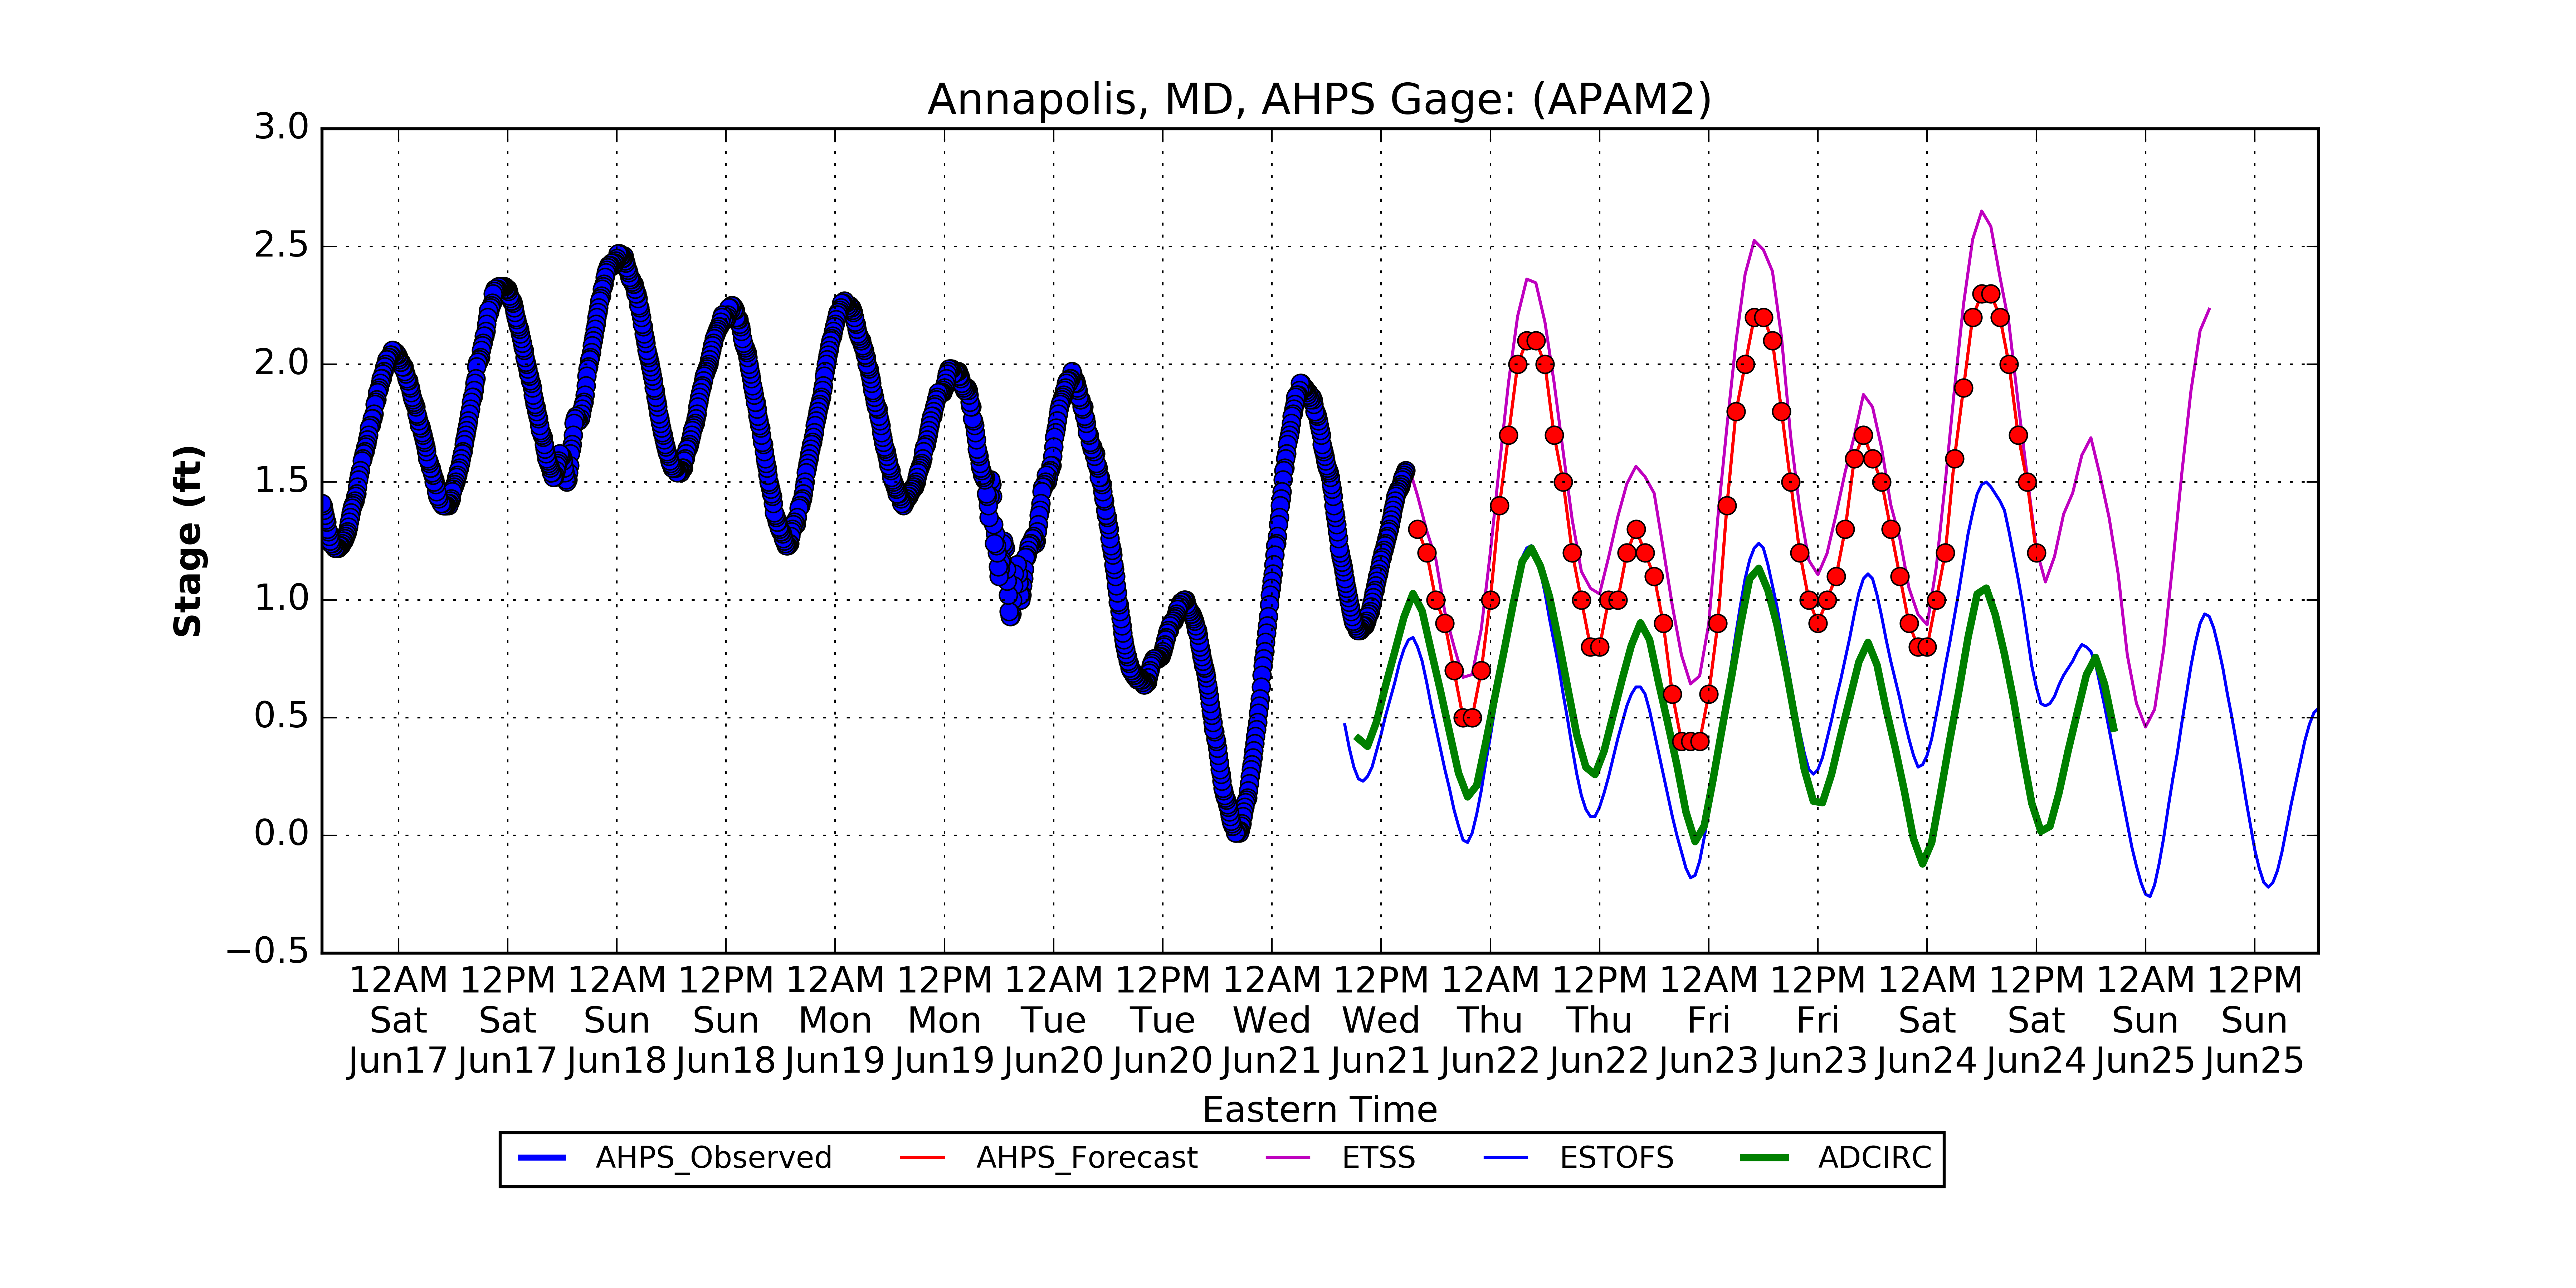 Annapolis, MD, AHPS Gage: (APAM2)
3.0
2.5
2.0
1.5
1.0
0.5
0.0
−0.5
Stage (ft)
12AM 12PM 12AM 12PM 12AM 12PM 12AM 12PM 12AM 12PM 12AM 12PM 12AM 12PM 12AM 12PM 12AM 12PM
Sat Sat Sun Sun Mon Mon Tue Tue Wed Wed Thu Thu Fri Fri Sat Sat Sun Sun
Jun17 Jun17 Jun18 Jun18 Jun19 Jun19 Jun20 Jun20 Jun21 Jun21 Jun22 Jun22 Jun23 Jun23 Jun24 Jun24 Jun25 Jun25
Eastern Time
AHPS_Observed AHPS_Forecast ETSS ESTOFS ADCIRC